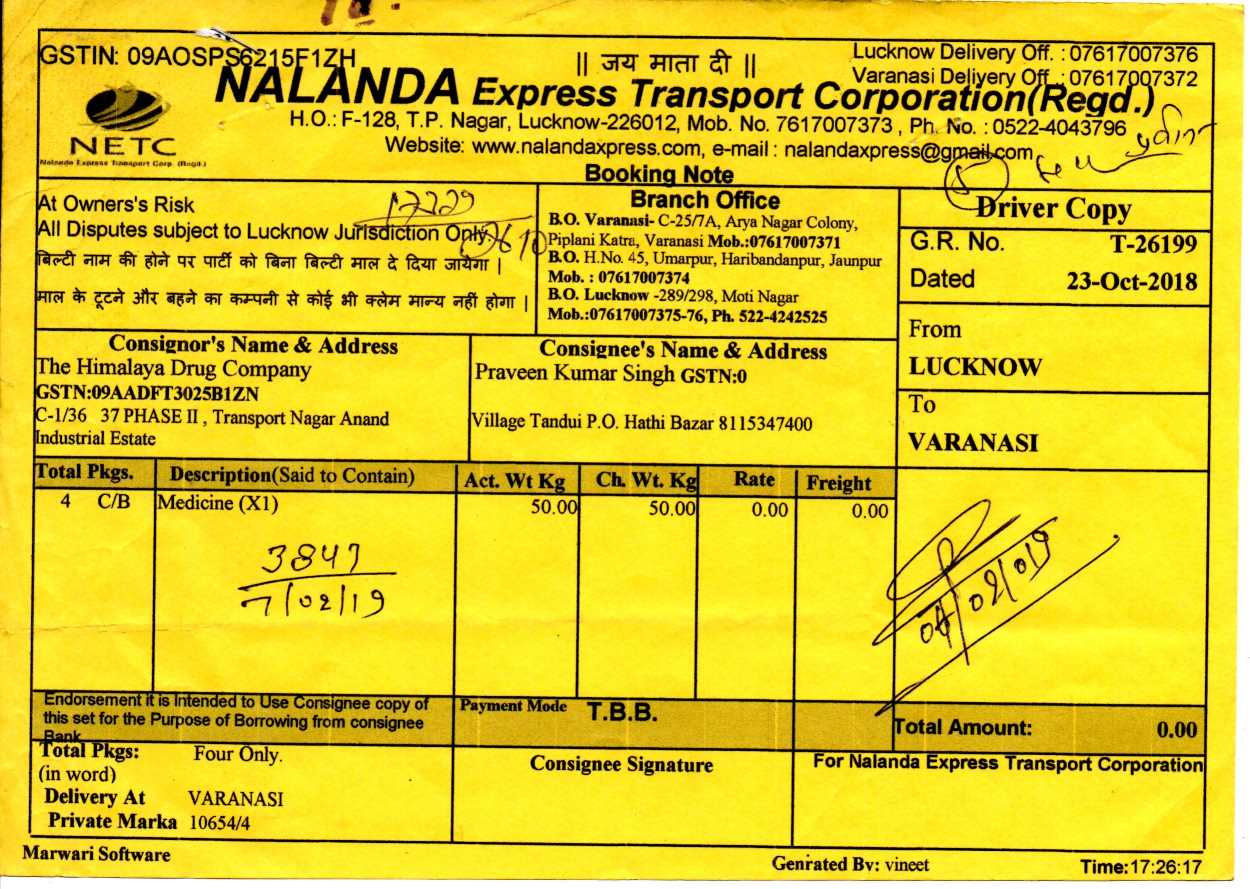 GSTIN: 09AOSPS6215F1ZH
|| जय माता दी ||
Lucknow Delivery Off. : 07617007376
Varanasi Delivery Off. : 07617007372
NALANDA Express Transport Corporation(Regd.)
H.O.: F-128, T.P. Nagar, Lucknow-226012, Mob. No. 7617007373 , Ph. No. : 0522-4043796
Website: www.nalandaxpress.com, e-mail : nalandaxpress@gmail.com
NETC
Nalanda Express Transport Corp. (Regd.)
Booking Note
At Owners's Risk
All Disputes subject to Lucknow Jurisdiction Only.
बिल्टी नाम की होने पर पार्टी को बिना बिल्टी माल दे दिया जायेगा |
माल के टूटने और बहने का कम्पनी से कोई भी क्लेम मान्य नहीं होगा |
Branch Office
B.O. Varanasi- C-25/7A, Arya Nagar Colony,
Piplani Katra, Varanasi Mob.:07617007371
B.O. H.No. 45, Umarpur, Haribandanpur, Jaunpur
Mob. : 07617007374
B.O. Lucknow -289/298, Moti Nagar
Mob.:07617007375-76, Ph. 522-4242525
Driver Copy
G.R. No. T-26199
Dated 23-Oct-2018
From
LUCKNOW
To
VARANASI
Consignor's Name & Address
The Himalaya Drug Company
GSTN:09AADFT3025B1ZN
C-1/36 37 PHASE II , Transport Nagar Anand
Industrial Estate
Consignee's Name & Address
Praveen Kumar Singh GSTN:0
Village Tandui P.O. Hathi Bazar 8115347400
Total Pkgs. Description(Said to Contain) Act. Wt Kg Ch. Wt. Kg Rate Freight
4 C/B Medicine (X1) 50.00 50.00 0.00 0.00
3847
7/02/19
Endorsement it is Intended to Use Consignee copy of
this set for the Purpose of Borrowing from consignee
Bank
Payment Mode T.B.B.
Total Amount: 0.00
Total Pkgs: Four Only.
(in word)
Delivery At VARANASI
Private Marka 10654/4
Consignee Signature
For Nalanda Express Transport Corporation
Marwari Software
Genrated By: vineet
Time:17:26:17